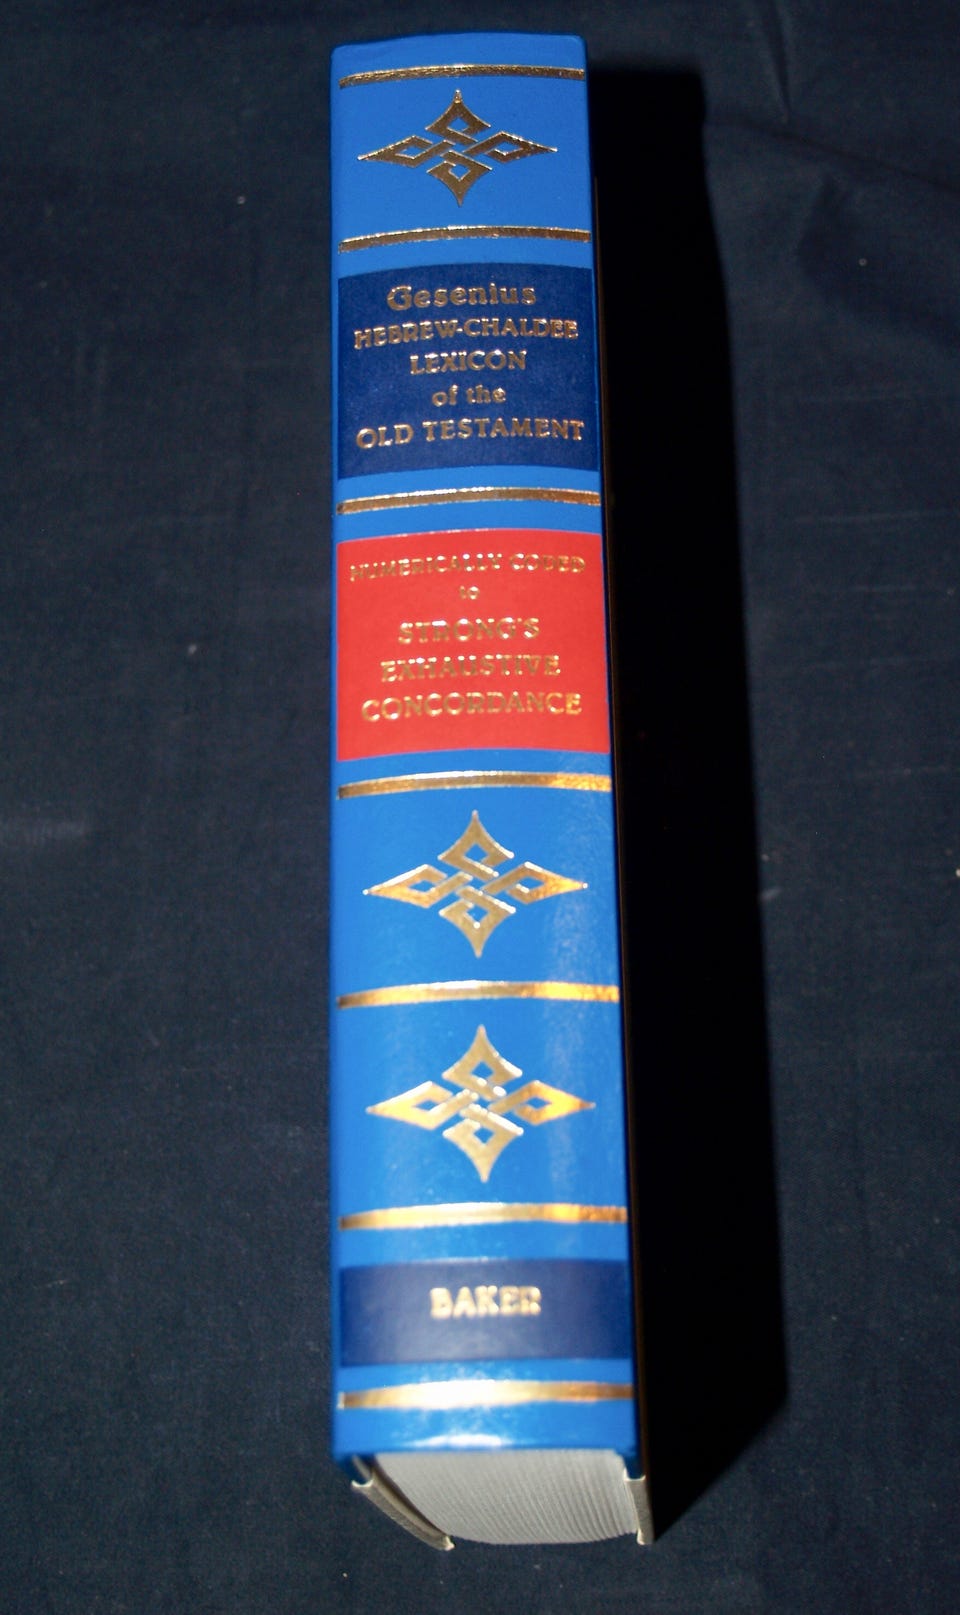 Gesenius
HEBREW-CHALDEE
LEXICON
of the
OLD TESTAMENT
NUMERICALLY CODED
to
STRONG'S
EXHAUSTIVE
CONCORDANCE
BAKER